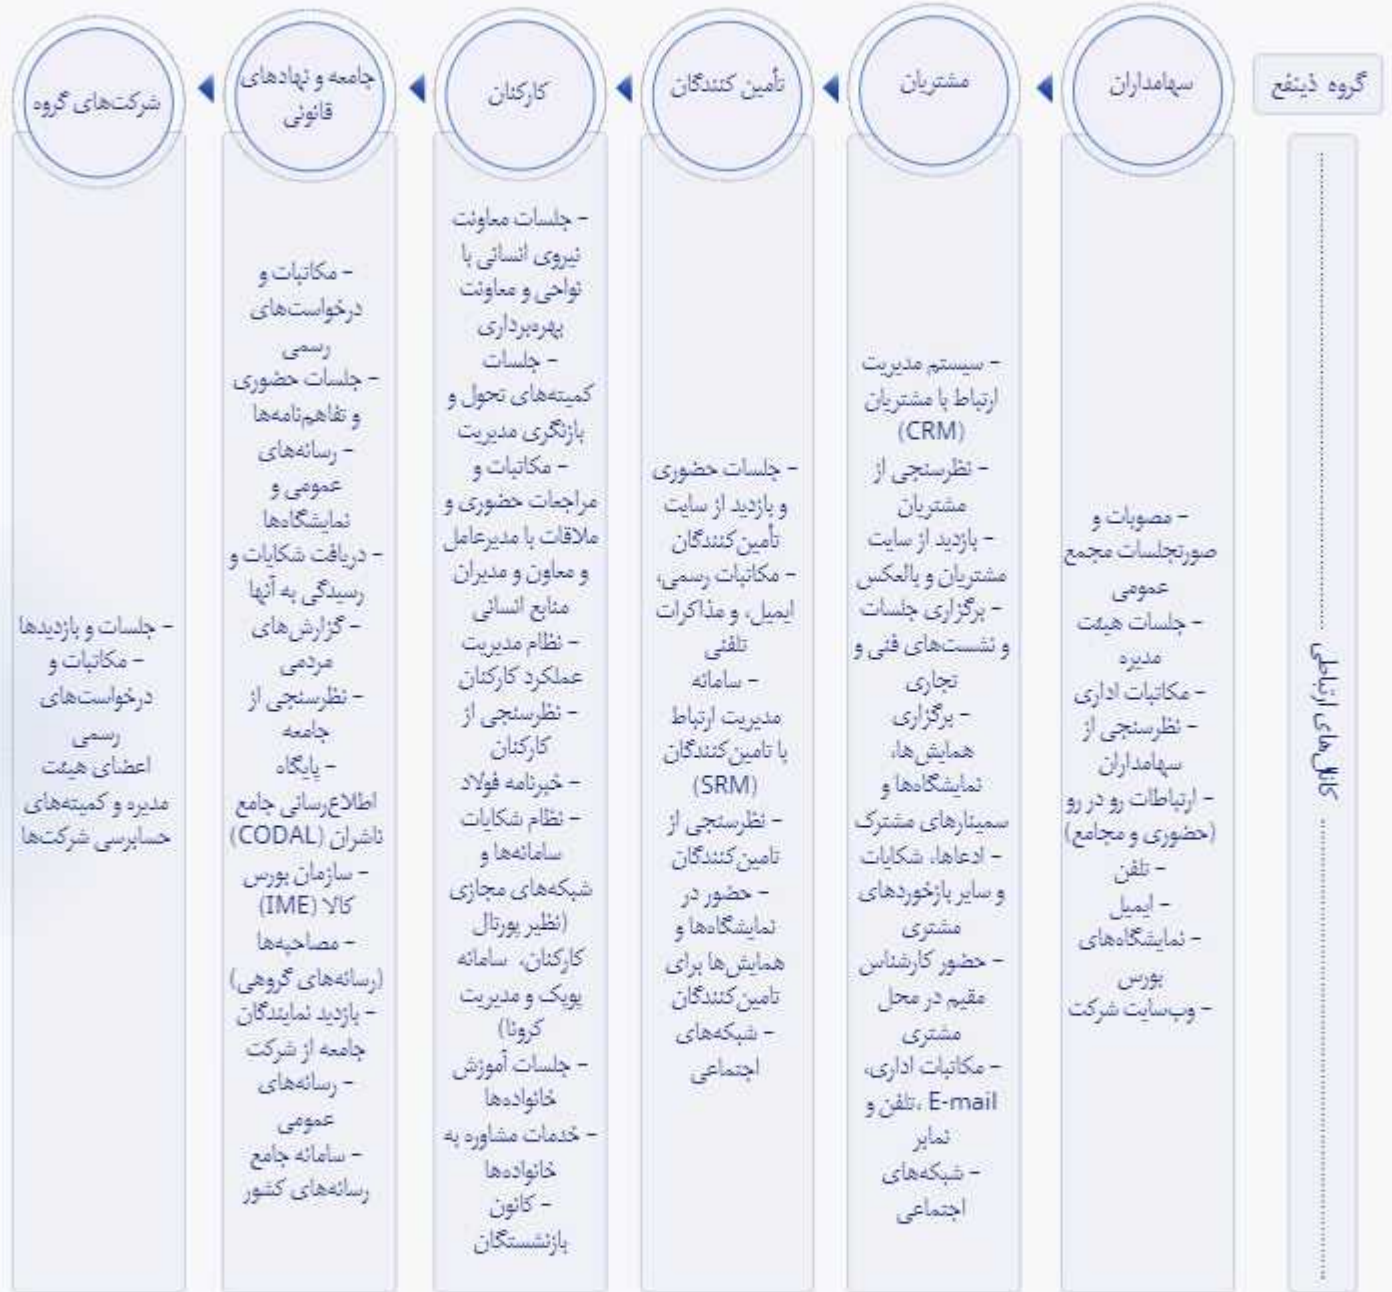 گروه ذینفع
کانال‌های ارتباطی
سهامداران
- مصوبات و
صورتجلسات مجمع
عمومی
- جلسات هیئت
مدیره
- مکاتبات اداری
- نظرسنجی از
سهامداران
- ارتباطات رو در رو
(حضوری و مجامع)
- تلفن
- ایمیل
- نمایشگاه‌های
بورس
- وب‌سایت شرکت
مشتریان
- سیستم مدیریت
ارتباط با مشتریان
(CRM)
- نظرسنجی از
مشتریان
- بازدید از سایت
مشتریان و بالعکس
- برگزاری جلسات
و نشست‌های فنی و
تجاری
- برگزاری
همایش‌ها،
نمایشگاه‌ها و
سمینارهای مشترک
- ادعاها، شکایات
و سایر بازخوردهای
مشتری
- حضور کارشناس
مقیم در محل
مشتری
- مکاتبات اداری،
E-mail، تلفن و
نمابر
- شبکه‌های
اجتماعی
تأمین کنندگان
- جلسات حضوری
و بازدید از سایت
تأمین‌کنندگان
- مکاتبات رسمی،
ایمیل، و مذاکرات
تلفنی
- سامانه
مدیریت ارتباط
با تامین‌کنندگان
(SRM)
- نظرسنجی از
تامین‌کنندگان
- حضور در
نمایشگاه‌ها و
همایش‌ها برای
تامین‌کنندگان
- شبکه‌های
اجتماعی
کارکنان
- جلسات معاونت
نیروی انسانی با
نواحی و معاونت
بهره‌برداری
- جلسات
کمیته‌های تحول و
بازنگری مدیریت
- مکاتبات و
مراجعات حضوری و
ملاقات با مدیرعامل
و معاون و مدیران
منابع انسانی
- نظام مدیریت
عملکرد کارکنان
- نظرسنجی از
کارکنان
- خبرنامه فولاد
- نظام شکایات
سامانه‌ها و
شبکه‌های مجازی
(نظیر پورتال
کارکنان، سامانه
پویک و مدیریت
کرونا)
- جلسات آموزش
خانواده‌ها
- خدمات مشاوره به
خانواده‌ها
- کانون
بازنشستگان
جامعه و نهادهای
قانونی
- مکاتبات و
درخواست‌های
رسمی
- جلسات حضوری
و تفاهم‌نامه‌ها
- رسانه‌های
عمومی و
نمایشگاه‌ها
- دریافت شکایات و
رسیدگی به آنها
- گزارش‌های
مردمی
- نظرسنجی از
جامعه
- پایگاه
اطلاع‌رسانی جامع
ناشران (CODAL)
- سازمان بورس
کالا (IME)
- مصاحبه‌ها
(رسانه‌های گروهی)
- بازدید نمایندگان
جامعه از شرکت
- رسانه‌های
عمومی
- سامانه جامع
رسانه‌های کشور
شرکت‌های گروه
- جلسات و بازدیدها
- مکاتبات و
درخواست‌های
رسمی
اعضای هیئت
مدیره و کمیته‌های
حسابرسی شرکت‌ها